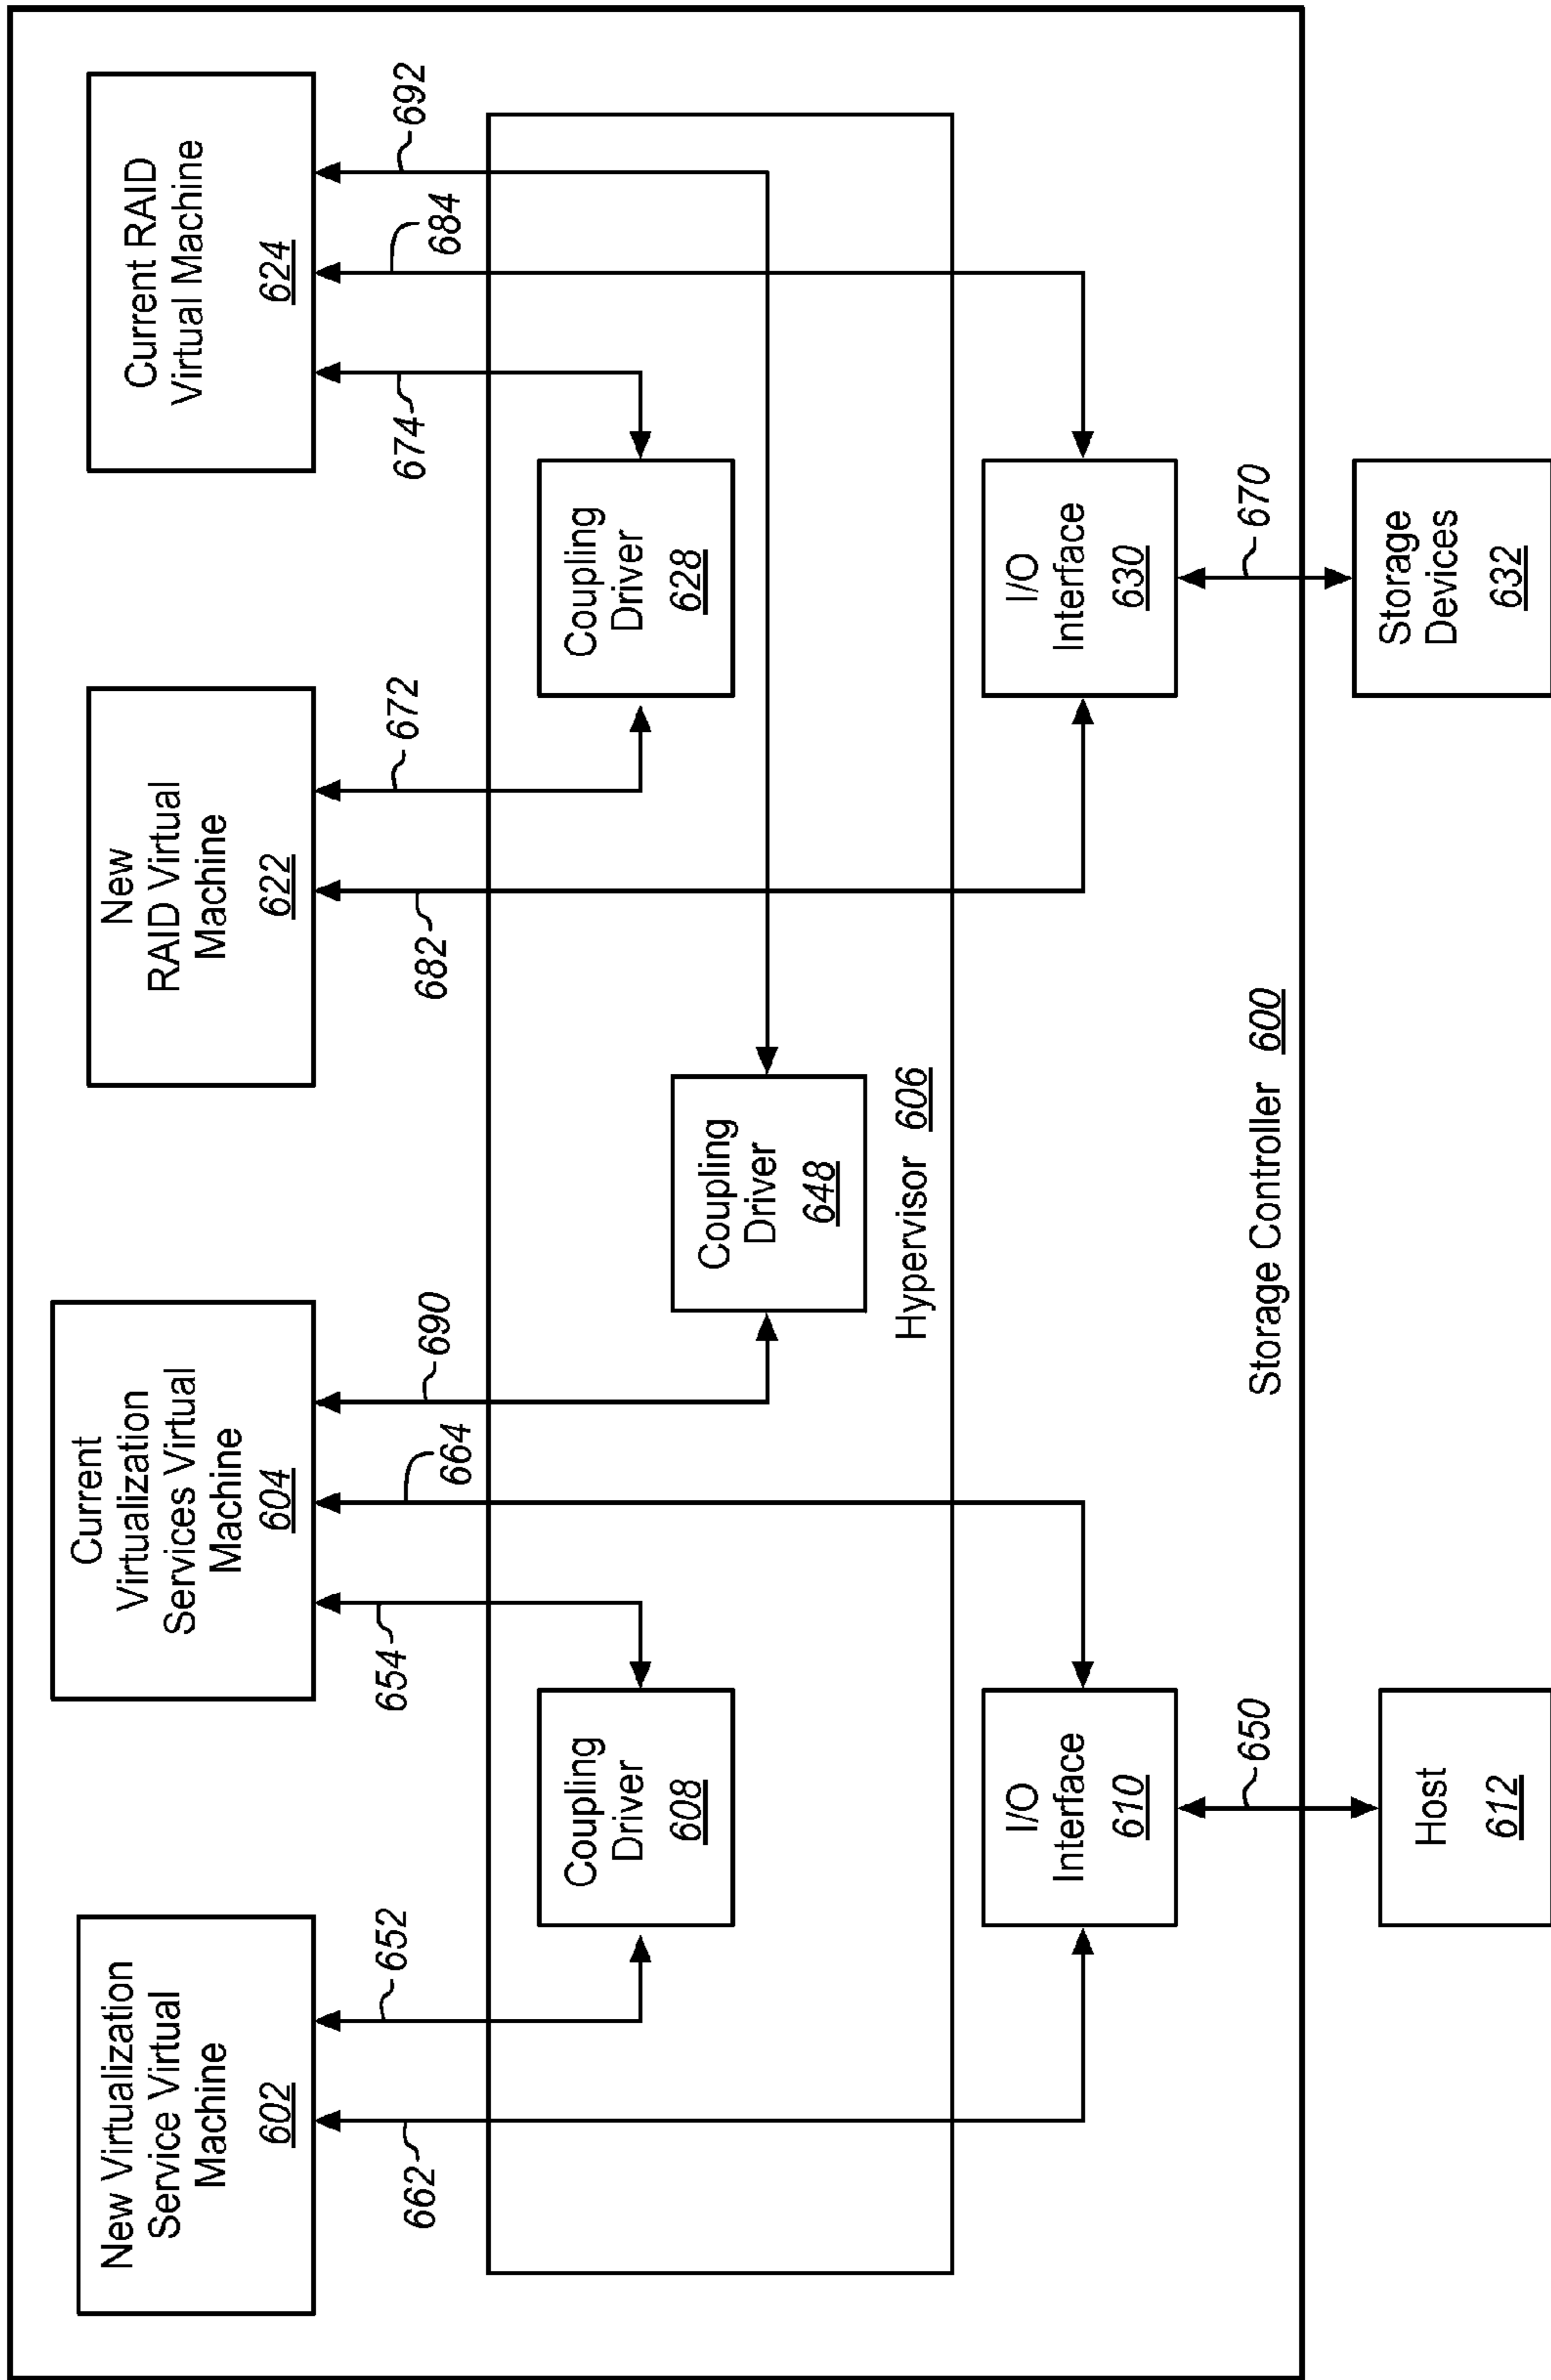 New Virtualization
Service Virtual
Machine
602
Current
Virtualization
Services Virtual
Machine
604
New
RAID Virtual
Machine
622
Current RAID
Virtual Machine
624
662
652
654
664
690
682
672
674
684
692
Coupling
Driver
608
Coupling
Driver
648
Coupling
Driver
628
Hypervisor 606
I/O
Interface
610
I/O
Interface
630
Storage Controller 600
650
670
Host
612
Storage
Devices
632